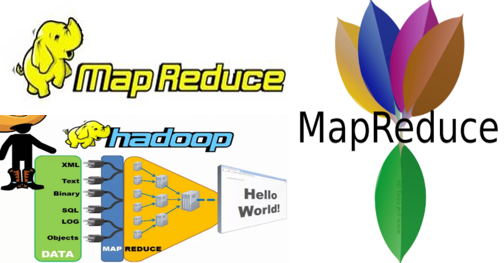 Map Reduce
MapReduce
hadoop
XML
Text
Binary
SQL
LOG
Objects
DATA
MAP
REDUCE
Hello
World!